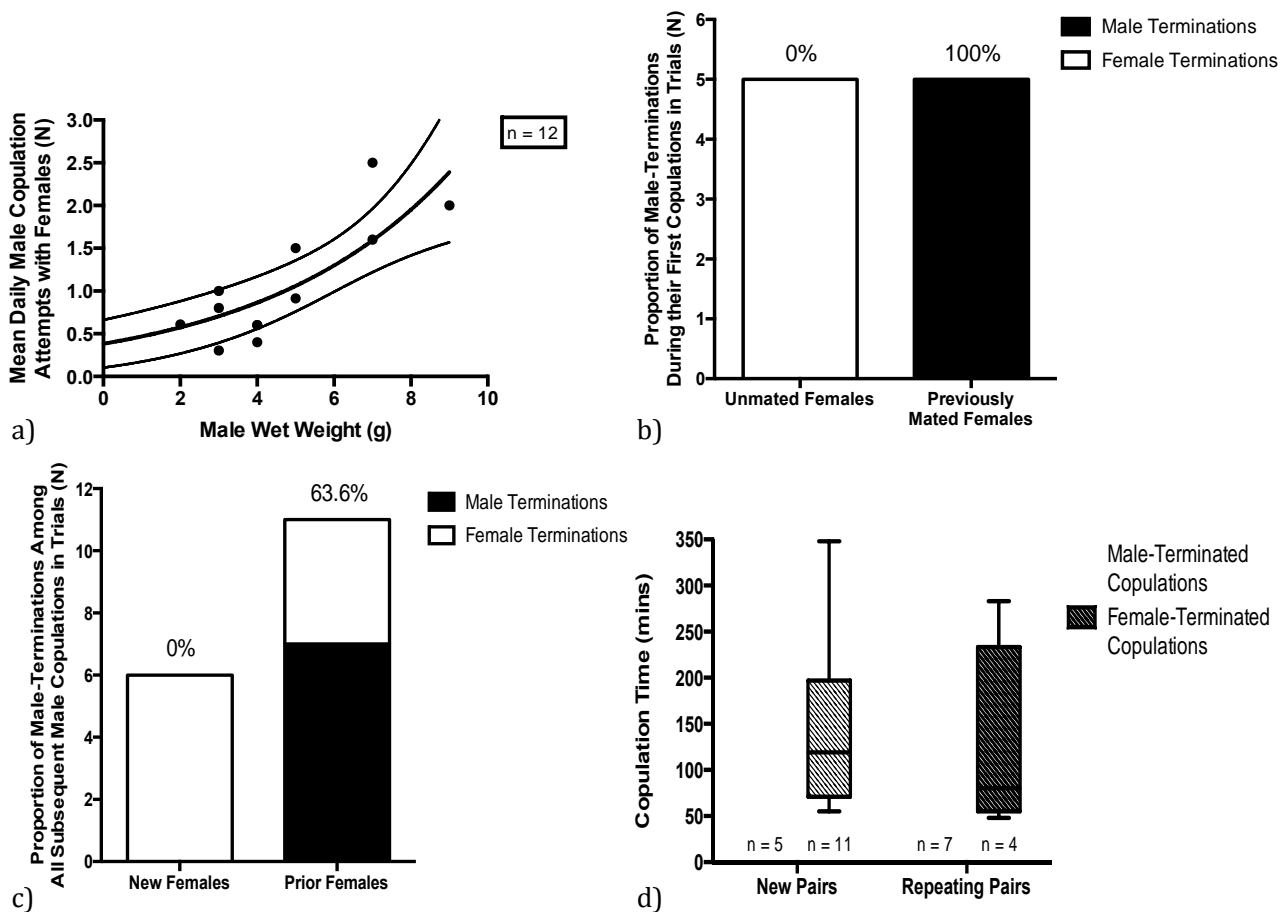 Mean Daily Male Copulation
Attempts with Females (N)
3.0
2.5
2.0
1.5
1.0
0.5
0.0
0 2 4 6 8 10
Male Wet Weight (g)
n = 12
a)
Proportion of Male-Terminations
During their First Copulations in Trials (N)
6
5
4
3
2
1
0
0% 100%
Unmated Females
Previously
Mated Females
Male Terminations
Female Terminations
b)
Proportion of Male-Terminations Among
All Subsequent Male Copulations in Trials (N)
12
10
8
6
4
2
0
0% 63.6%
New Females Prior Females
Male Terminations
Female Terminations
c)
Copulation Time (mins)
350
300
250
200
150
100
50
0
n = 5 n = 11 n = 7 n = 4
New Pairs Repeating Pairs
Male-Terminated
Copulations
Female-Terminated
Copulations
d)